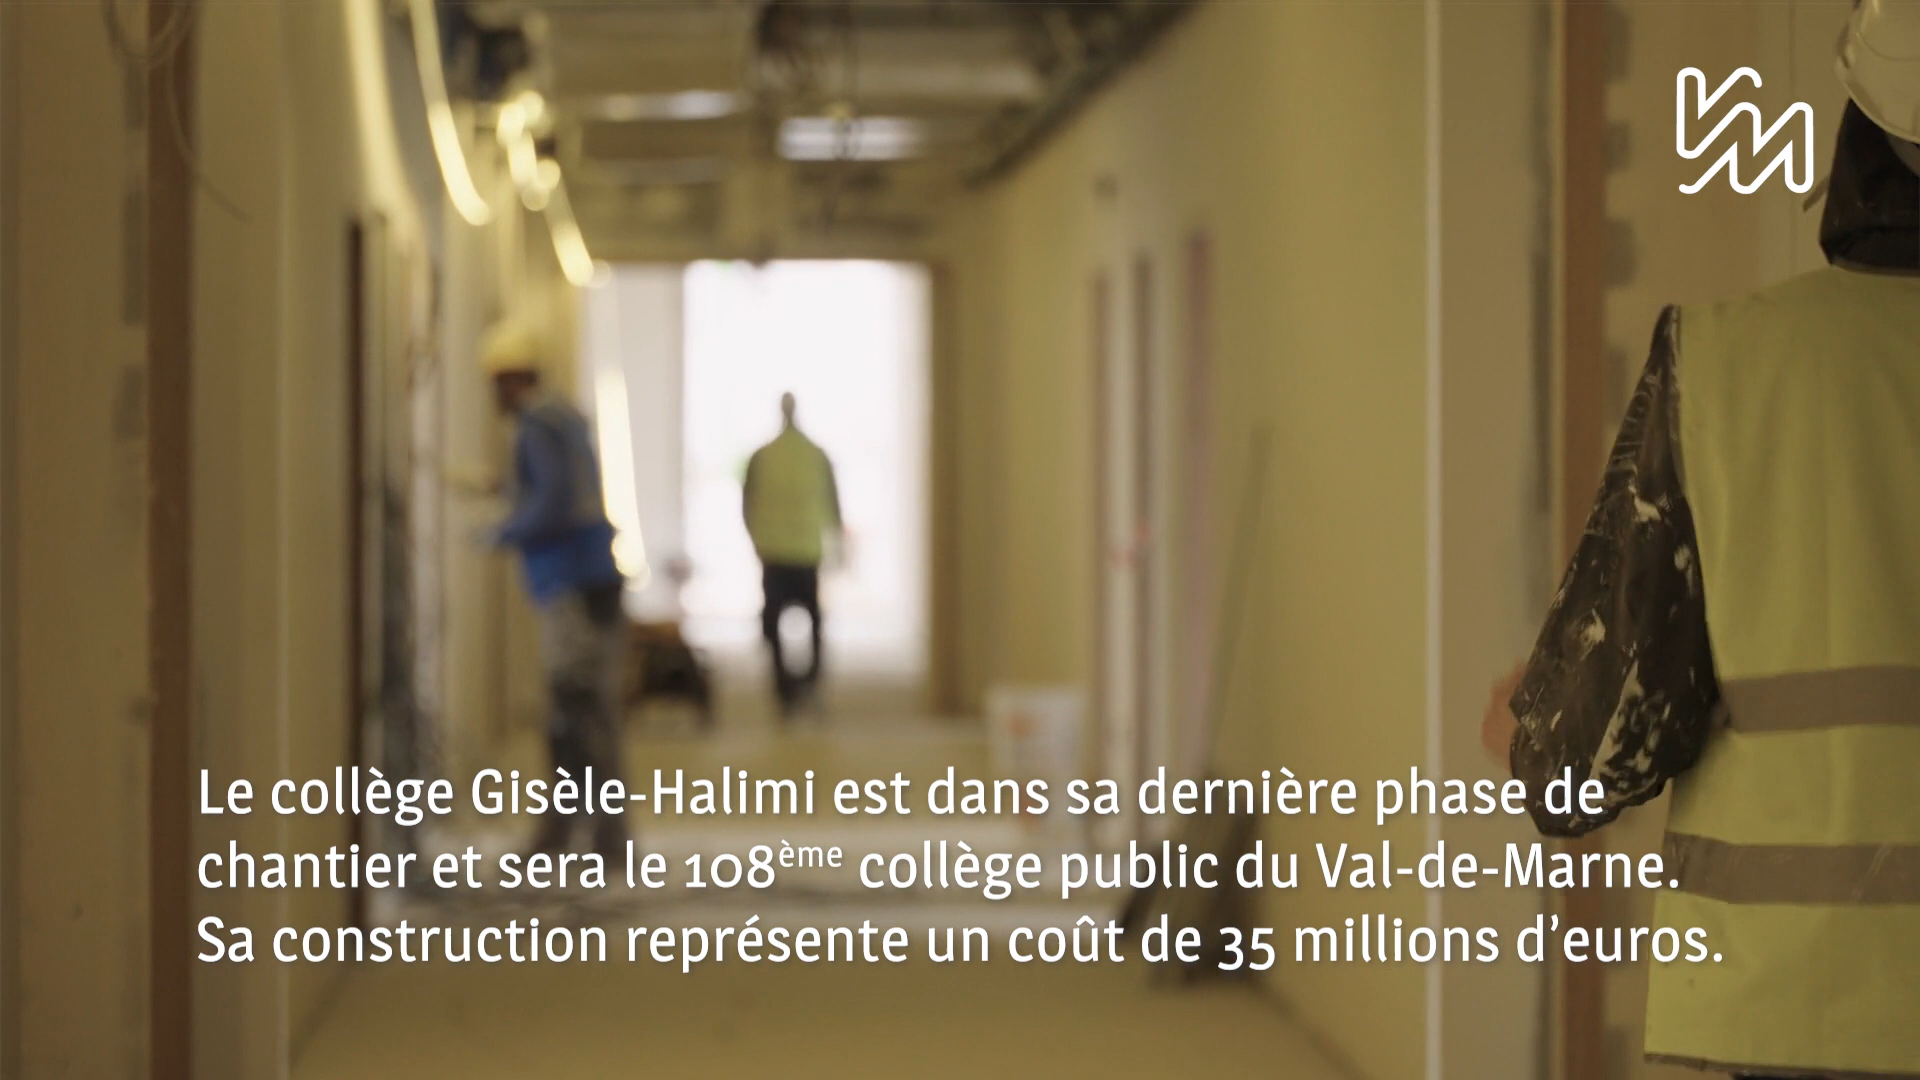 Le collège Gisèle-Halimi est dans sa dernière phase de
chantier et sera le 108ème collège public du Val-de-Marne.
Sa construction représente un coût de 35 millions d’euros.